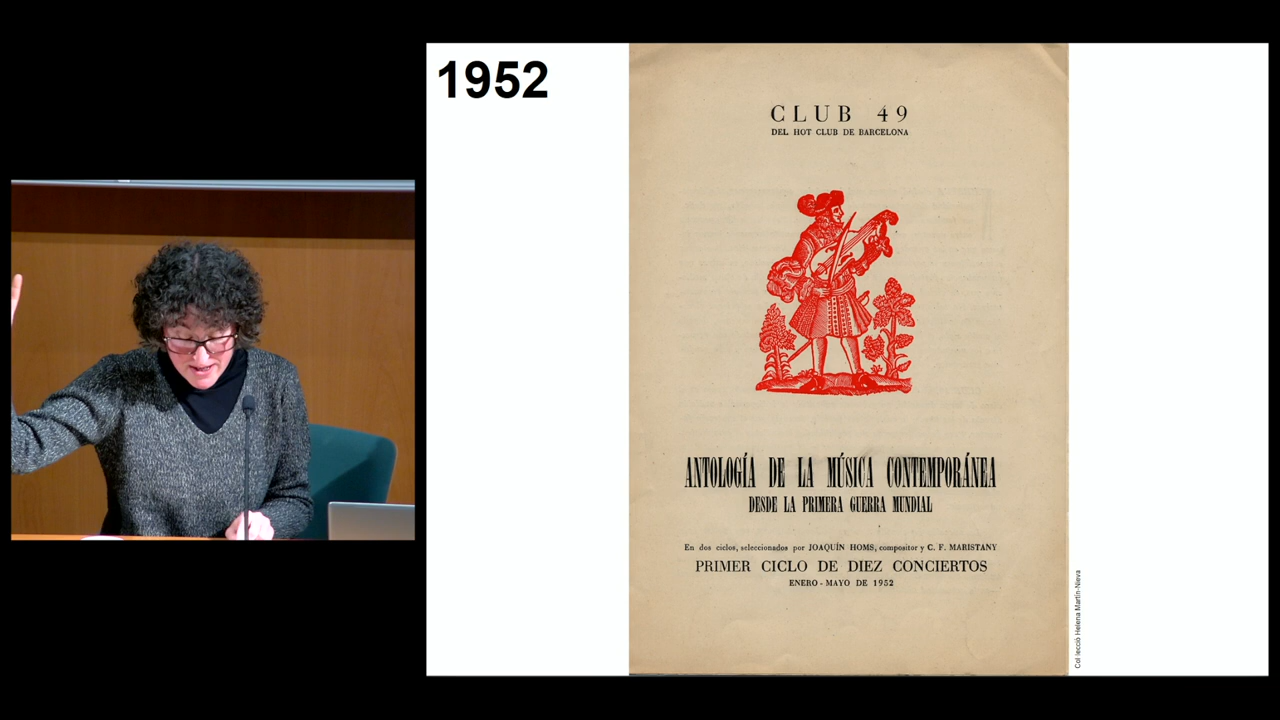 1952
CLUB 49
DEL HOT CLUB DE BARCELONA
ANTOLOGÍA DE LA MÚSICA CONTEMPORÁNEA
DESDE LA PRIMERA GUERRA MUNDIAL
En dos ciclos, seleccionados por JOAQUÍN HOMS, compositor y C. F. MARISTANY
PRIMER CICLO DE DIEZ CONCIERTOS
ENERO - MAYO DE 1952
Col·lecció Helena Martín-Nieva